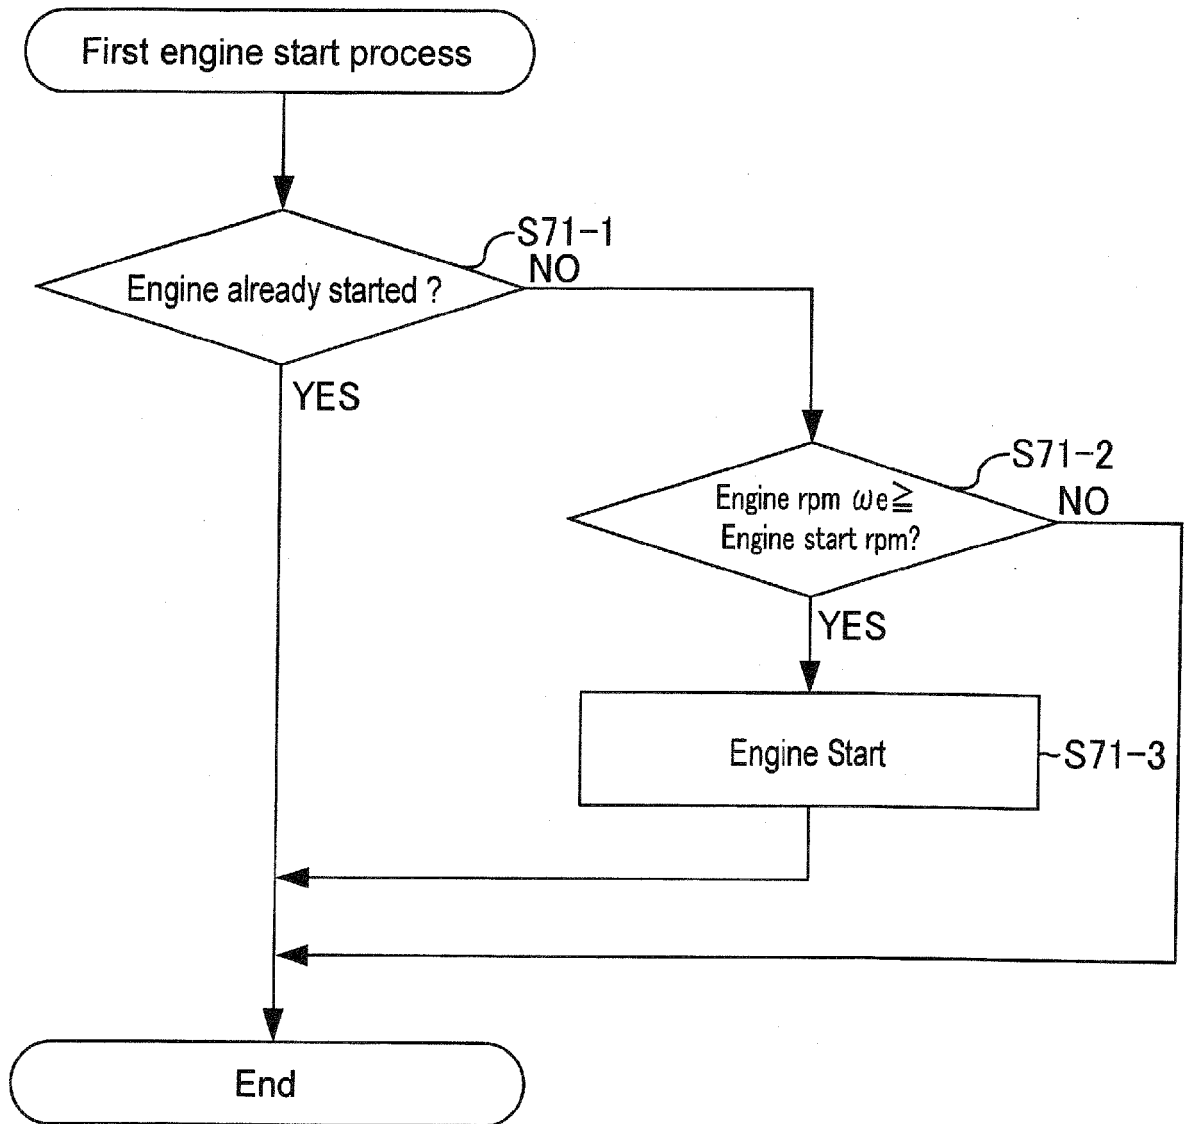 First engine start process
S71-1
NO
Engine already started ?
YES
S71-2
NO
Engine rpm ωe≧
Engine start rpm?
YES
Engine Start
S71-3
End